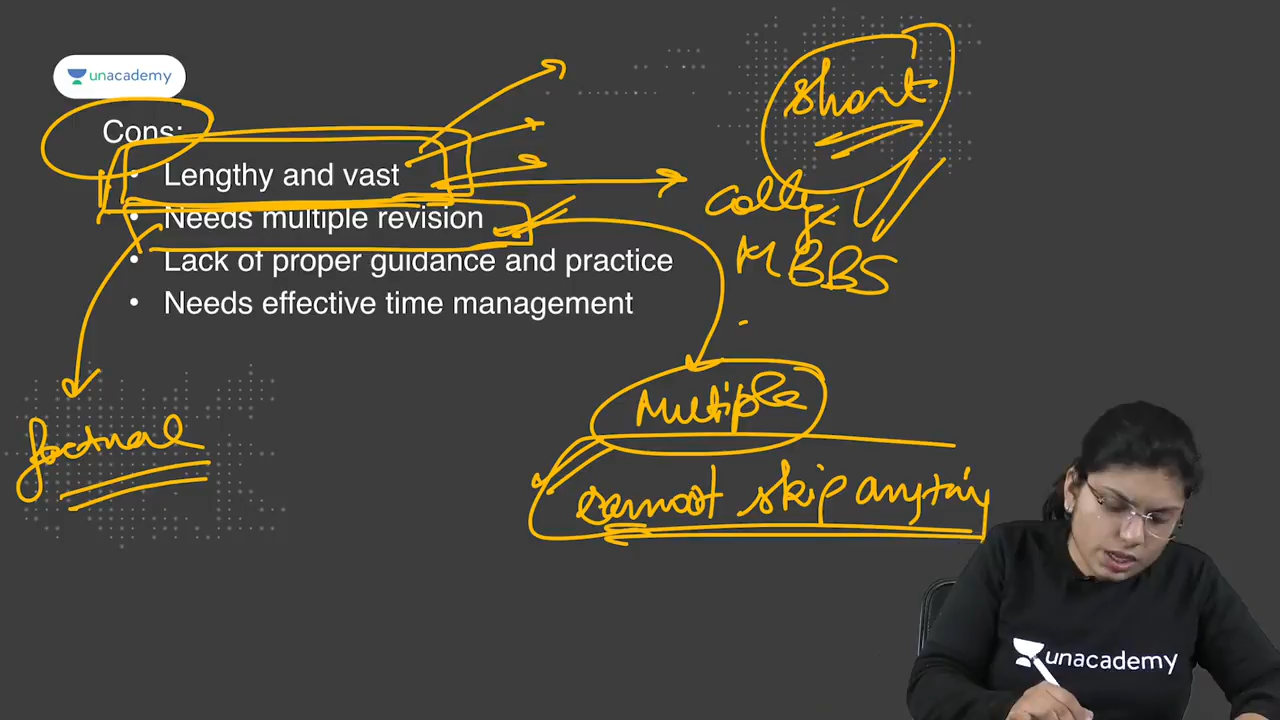 unacademy
Cons:
• Lengthy and vast
• Needs multiple revision
• Lack of proper guidance and practice
• Needs effective time management
short
MBBS
Multiple
factual
cannot skip anything
unacademy